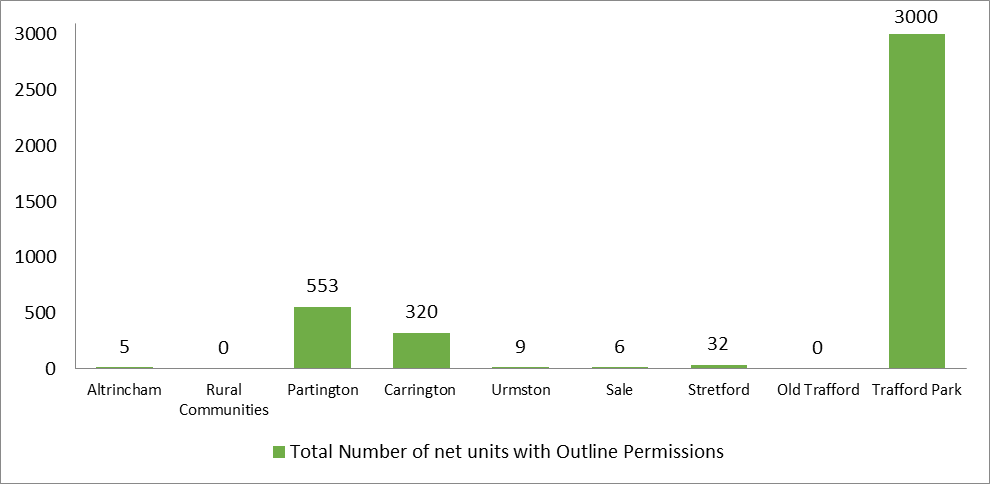 3000
3000
2500
2000
1500
1000
553
500
320
5
0
9
6
32
0
0
Altrincham
Rural
Communities
Partington
Carrington
Urmston
Sale
Stretford
Old Trafford
Trafford Park
Total Number of net units with Outline Permissions